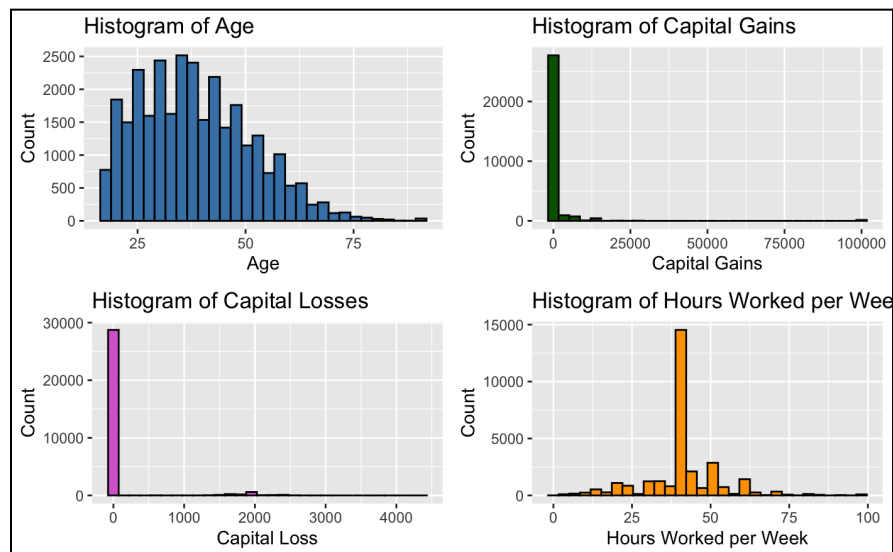 Histogram of Age
2500
2000
1500
1000
500
0
Count
25
50
75
Age
Histogram of Capital Gains
20000
10000
0
Count
0
25000
50000
75000
100000
Capital Gains
Histogram of Capital Losses
30000
20000
10000
0
Count
0
1000
2000
3000
4000
Capital Loss
Histogram of Hours Worked per Wee
15000
10000
5000
0
Count
0
25
50
75
100
Hours Worked per Week